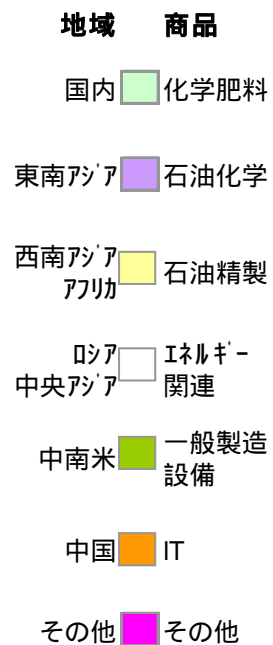 地域 商品
国内 化学肥料
東南ｱｼﾞｱ 石油化学
西南ｱｼﾞｱ
ｱﾌﾘｶ 石油精製
ﾛｼｱ ｴﾈﾙｷﾞｰ
中央ｱｼﾞｱ 関連
中南米 一般製造
設備
中国 IT
その他 その他